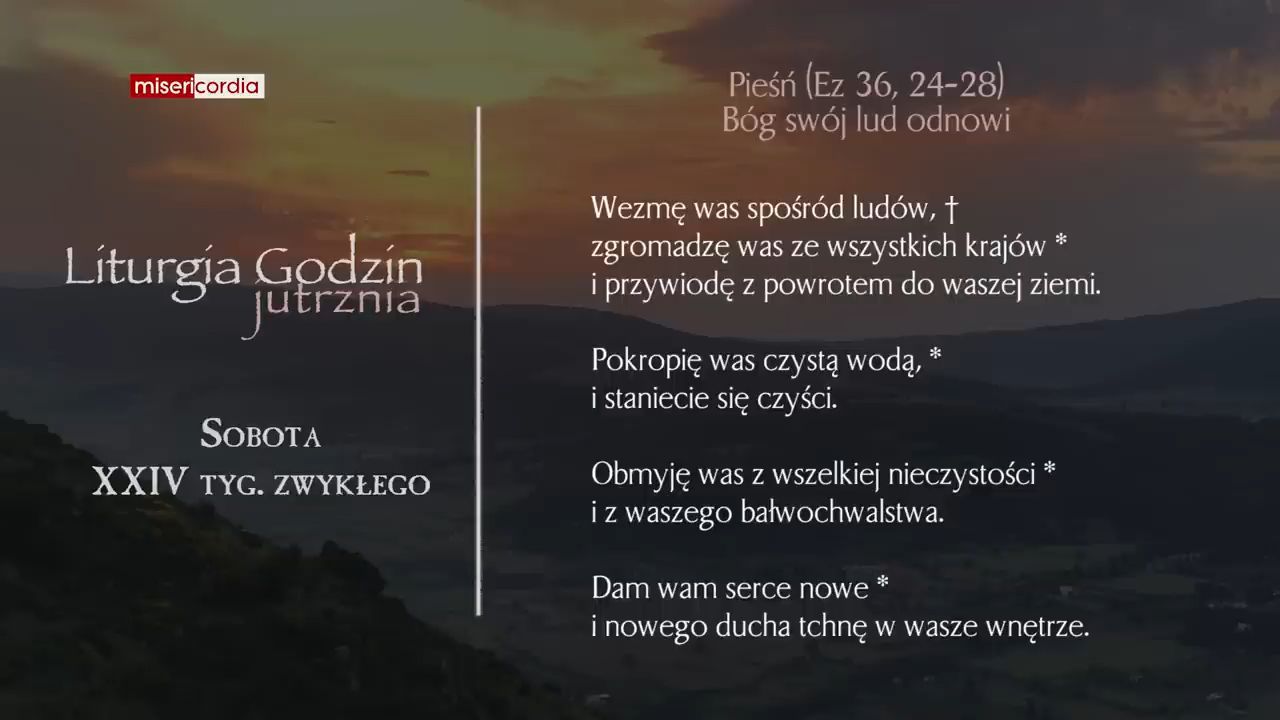 misericordia
Liturgia Godzin
jutrznia
Sobota
XXIV tyg. zwykłego
Pieśń (Ez 36, 24-28)
Bóg swój lud odnowi
Wezmę was spośród ludów, †
zgromadzę was ze wszystkich krajów *
i przywiodę z powrotem do waszej ziemi.
Pokropię was czystą wodą, *
i staniecie się czyści.
Obmyję was z wszelkiej nieczystości *
i z waszego bałwochwalstwa.
Dam wam serce nowe *
i nowego ducha tchnę w wasze wnętrze.